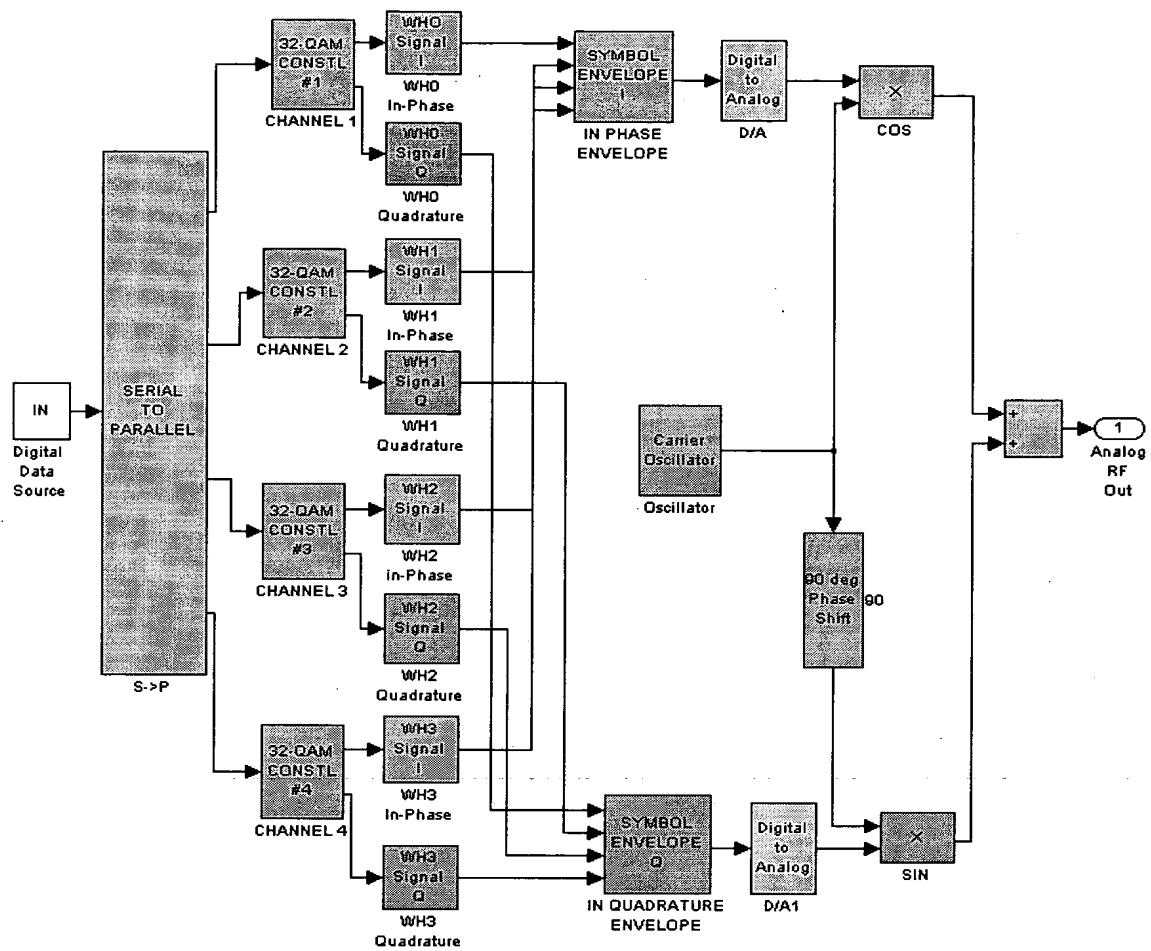 IN
Digital
Data
Source
SERIAL
TO
PARALLEL
S->P
32-QAM
CONSTL
#1
CHANNEL 1
WH0
Signal
I
WH0
In-Phase
WH0
Signal
Q
WH0
Quadrature
32-QAM
CONSTL
#2
CHANNEL 2
WH1
Signal
I
WH1
In-Phase
WH1
Signal
Q
WH1
Quadrature
32-QAM
CONSTL
#3
CHANNEL 3
WH2
Signal
I
WH2
in-Phase
WH2
Signal
Q
WH2
Quadrature
32-QAM
CONSTL
#4
CHANNEL 4
WH3
Signal
I
WH3
In-Phase
WH3
Signal
Q
WH3
Quadrature
SYMBOL
ENVELOPE
I
IN PHASE
ENVELOPE
Digital
to
Analog
D/A
×
COS
Carrier
Oscillator
Oscillator
90 deg
Phase
Shift
90
SYMBOL
ENVELOPE
Q
IN QUADRATURE
ENVELOPE
Digital
to
Analog
D/A1
×
SIN
+
+
1
Analog
RF
Out